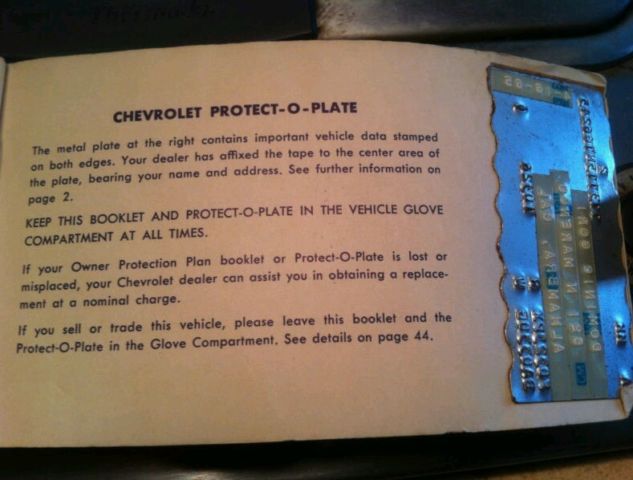 CHEVROLET PROTECT-O-PLATE
The metal plate at the right contains important vehicle data stamped
on both edges. Your dealer has affixed the tape to the center area of
the plate, bearing your name and address. See further information on
page 2.
KEEP THIS BOOKLET AND PROTECT-O-PLATE IN THE VEHICLE GLOVE
COMPARTMENT AT ALL TIMES.
If your Owner Protection Plan booklet or Protect-O-Plate is lost or
misplaced, your Chevrolet dealer can assist you in obtaining a replace-
ment at a nominal charge.
If you sell or trade this vehicle, please leave this booklet and the
Protect-O-Plate in the Glove Compartment. See details on page 44.